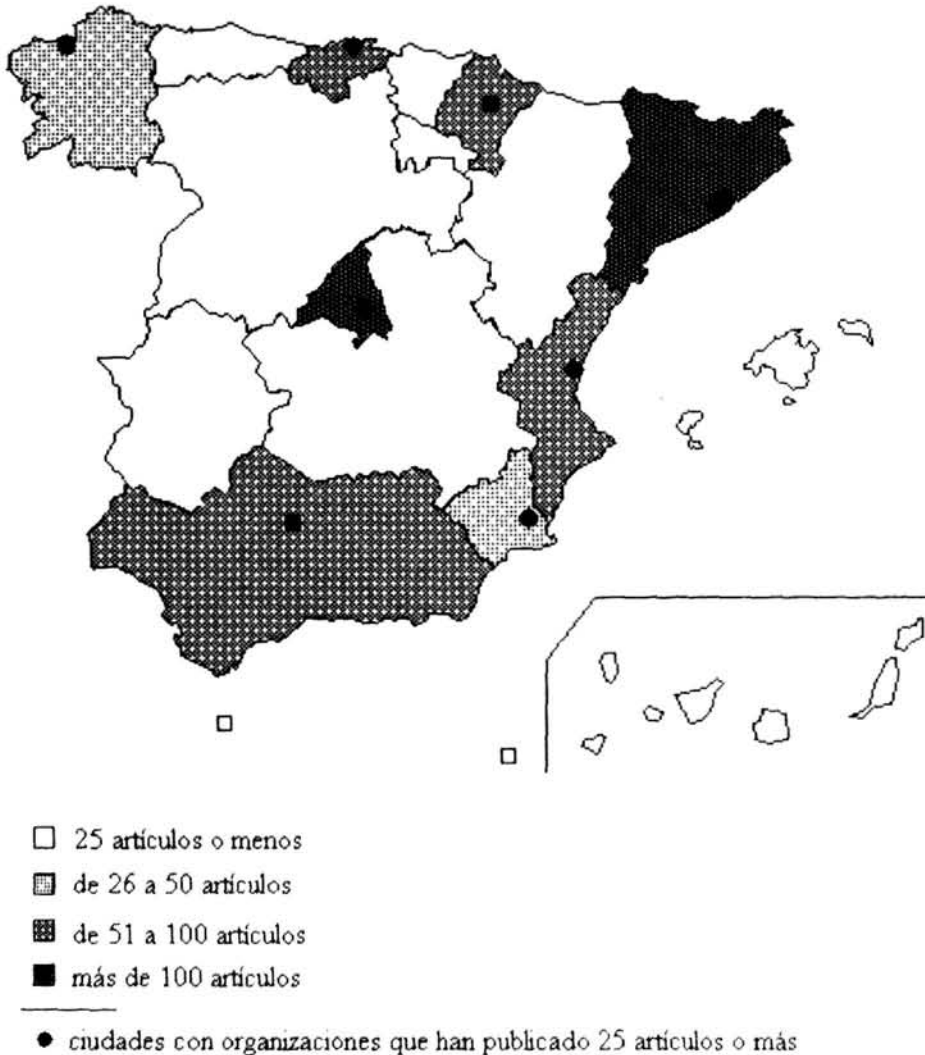 25 artículos o menos
de 26 a 50 artículos
de 51 a 100 artículos
más de 100 artículos
ciudades con organizaciones que han publicado 25 artículos o más